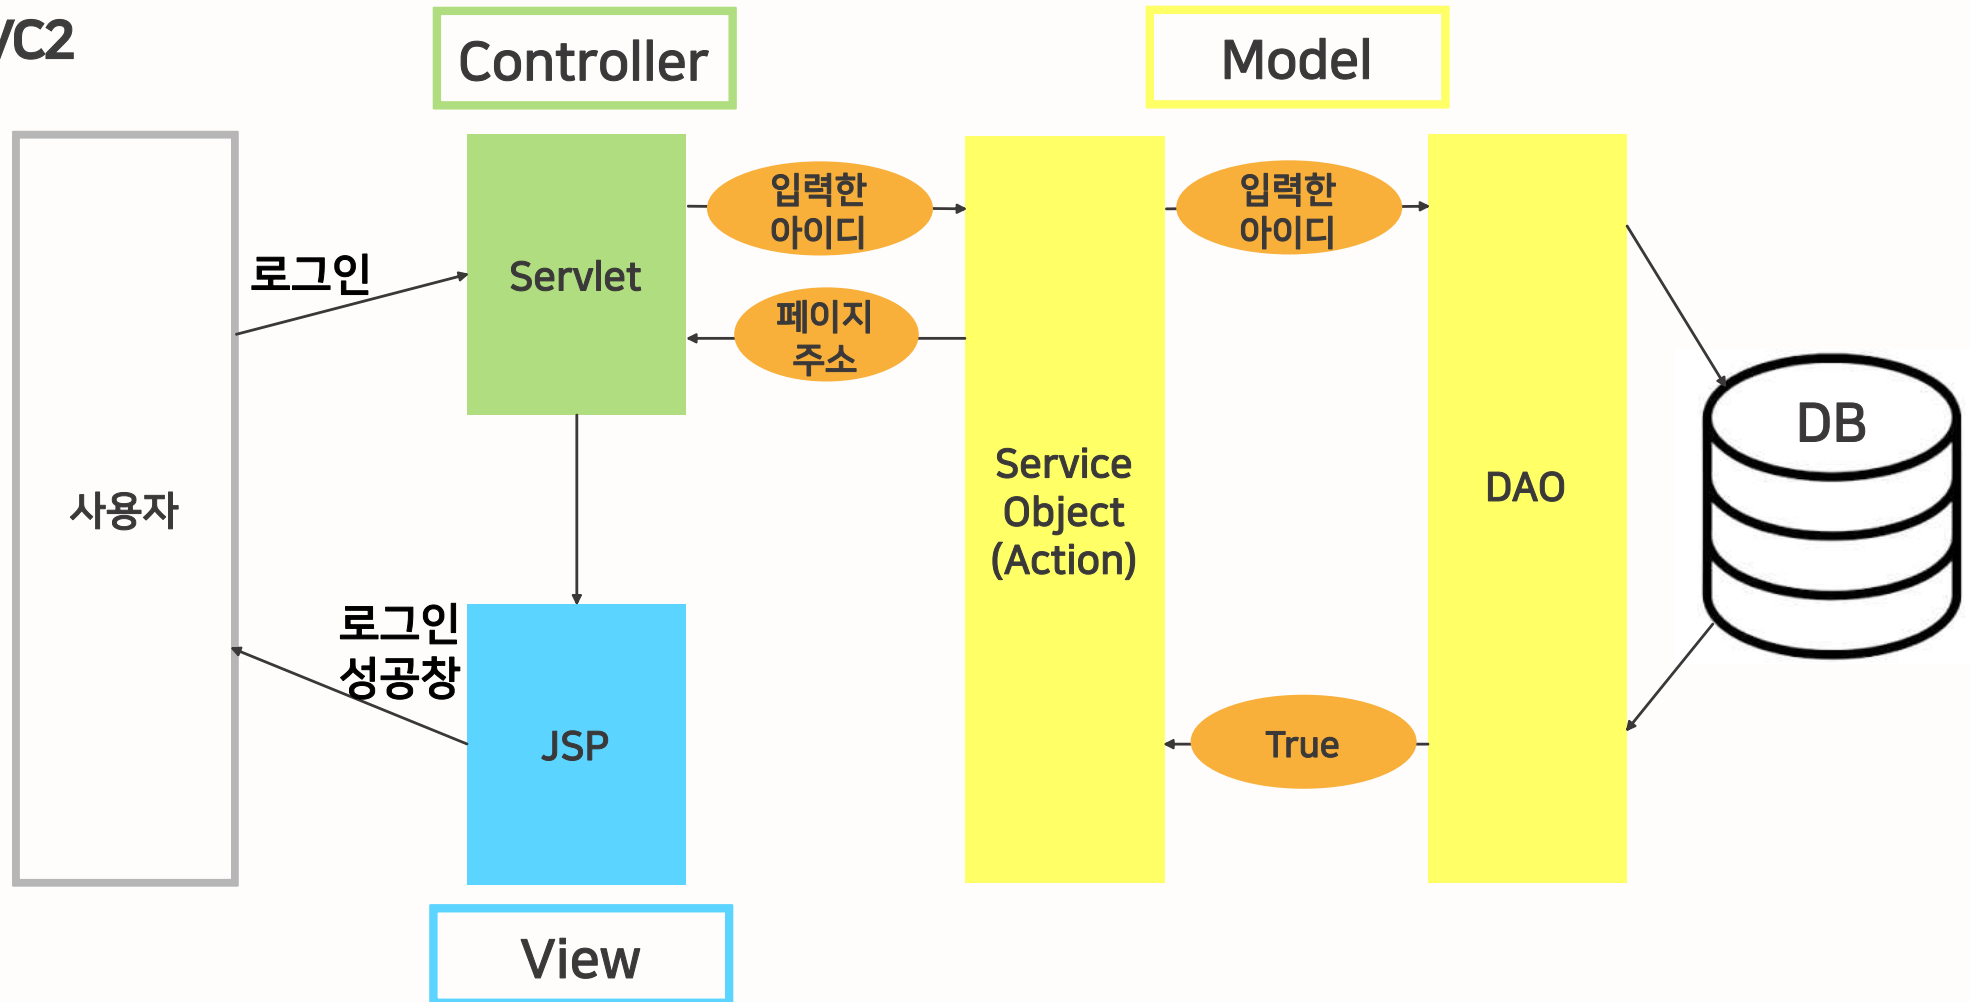 VC2
Controller
Model
입력한
아이디
입력한
아이디
로그인
Servlet
페이지
주소
DB
Service
Object
(Action)
DAO
사용자
로그인
성공창
JSP
True
View